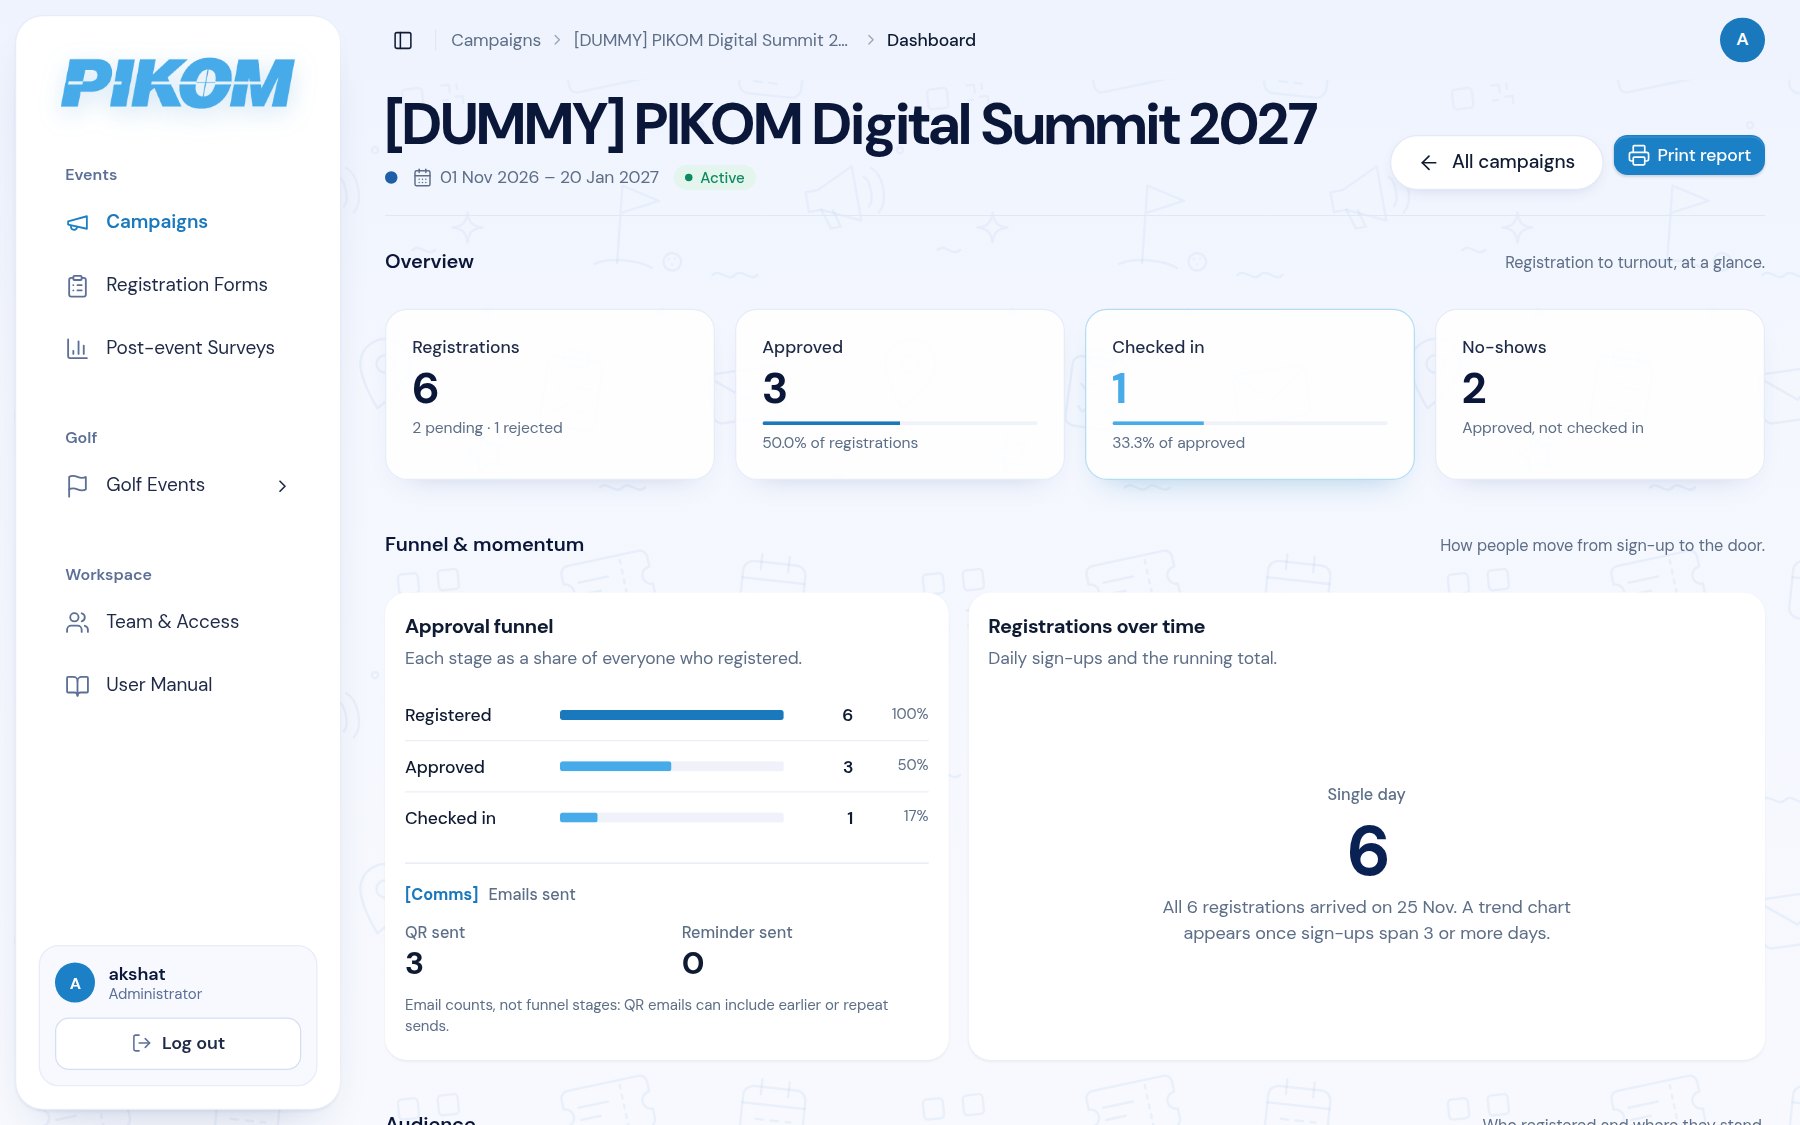 PIKOM
Events
Campaigns
Registration Forms
Post-event Surveys
Golf
Golf Events
Workspace
Team & Access
User Manual
A
akshat
Administrator
Log out
Campaigns
[DUMMY] PIKOM Digital Summit 2...
Dashboard
A
[DUMMY] PIKOM Digital Summit 2027
01 Nov 2026 – 20 Jan 2027
Active
All campaigns
Print report
Overview
Registration to turnout, at a glance.
Registrations
6
2 pending · 1 rejected
Approved
3
50.0% of registrations
Checked in
1
33.3% of approved
No-shows
2
Approved, not checked in
Funnel & momentum
How people move from sign-up to the door.
Approval funnel
Each stage as a share of everyone who registered.
Registered 6 100%
Approved 3 50%
Checked in 1 17%
[Comms] Emails sent
QR sent
3
Reminder sent
0
Email counts, not funnel stages: QR emails can include earlier or repeat
sends.
Registrations over time
Daily sign-ups and the running total.
Single day
6
All 6 registrations arrived on 25 Nov. A trend chart
appears once sign-ups span 3 or more days.
Audience
Who registered and where they stand.